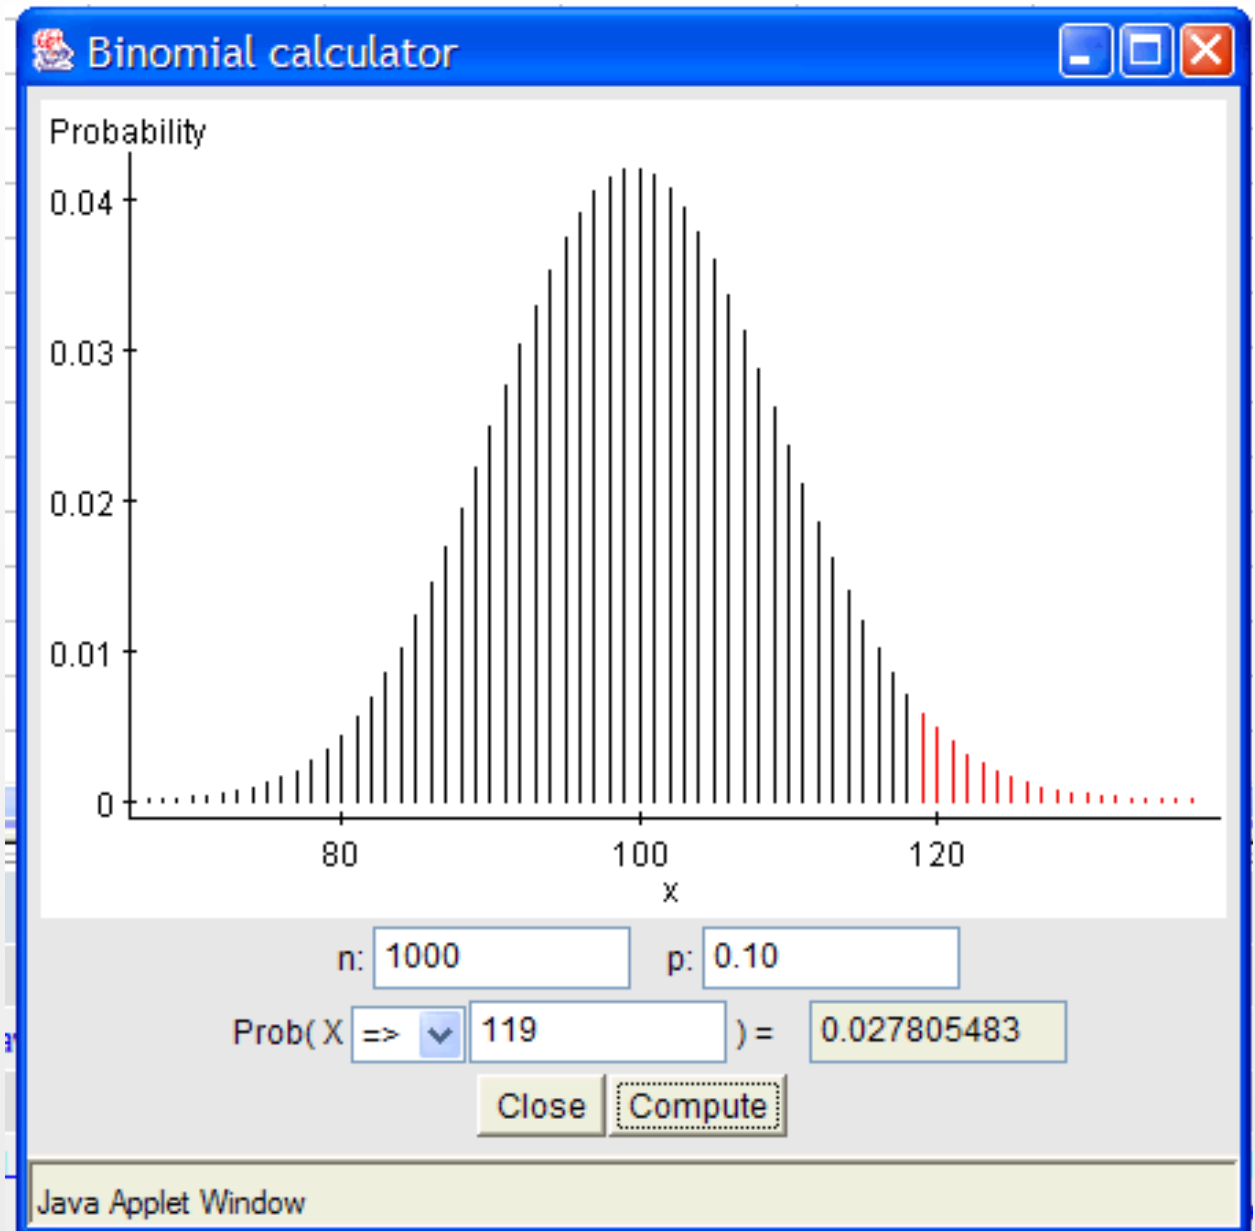 Binomial calculator
Probability
0.04
0.03
0.02
0.01
0
80 100 120
x
n: 1000 p: 0.10
Prob( X => 119 ) = 0.027805483
Close Compute
Java Applet Window